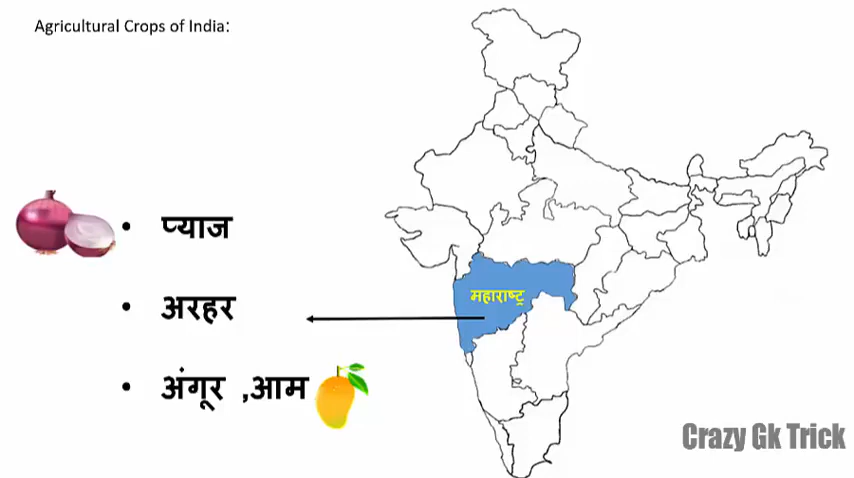 Agricultural Crops of India:
• प्याज
• अरहर
• अंगूर ,आम
महाराष्ट्र
Crazy Gk Trick